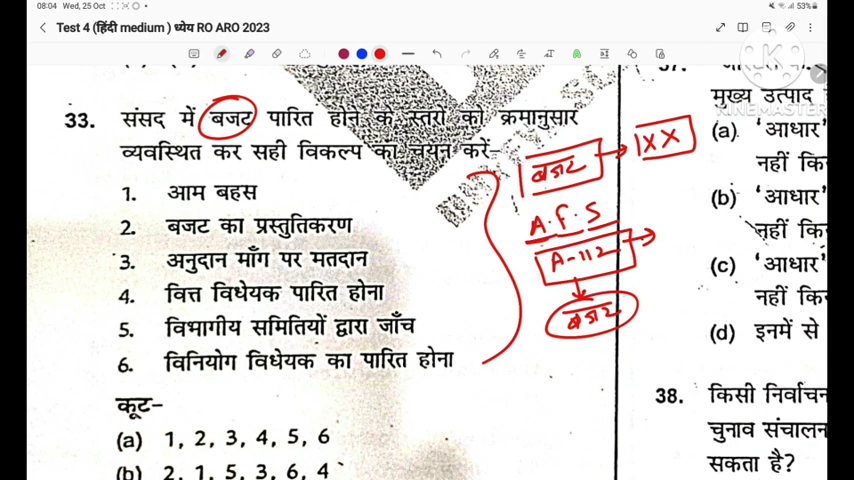 08:04 Wed, 25 Oct
53%
Test 4 (हिंदी medium ) ध्येय RO ARO 2023
KINEMASTER
33. संसद में बजट पारित होने के स्तरों को क्रमानुसार
व्यवस्थित कर सही विकल्प का चयन करें-
1. आम बहस
2. बजट का प्रस्तुतिकरण
3. अनुदान माँग पर मतदान
4. वित्त विधेयक पारित होना
5. विभागीय समितियों द्वारा जाँच
6. विनियोग विधेयक का पारित होना
कूट-
(a) 1, 2, 3, 4, 5, 6
(b) 2, 1, 5, 3, 6, 4
बजट
XX
A.F.S
A-112
बजट
37.
मुख्य उत्पाद
(a) 'आधार'
नहीं कि
(b) 'आधार'
नहीं कि
(c) 'आधार'
नहीं कि
(d) इनमें से
38. किसी निर्वाचन
चुनाव संचालन
सकता है?